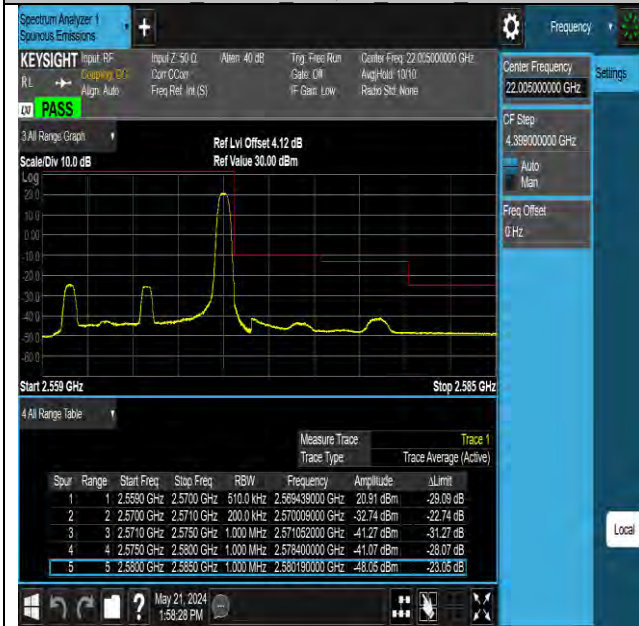 Spectrum Analyzer 1
Spurious Emissions
Frequency
KEYSIGHT Input: RF Input Z: 50 Ω Atten: 40 dB Trig: Free Run Center Freq: 22.005000000 GHz
RL Coupling: DC Corr CCorr Gate: Off Avg|Hold: 10/10
Align: Auto Freq Ref: Int (S) IF Gain: Low Radio Std: None
PASS
Center Frequency
22.005000000 GHz
Settings
CF Step
4.398000000 GHz
Auto
Man
Freq Offset
0 Hz
Local
3 All Range Graph
Ref Lvl Offset 4.12 dB
Scale/Div 10.0 dB Ref Value 30.00 dBm
Log
20.0
10.0
0.00
-10.0
-20.0
-30.0
-40.0
-50.0
-60.0
Start 2.559 GHz Stop 2.585 GHz
4 All Range Table
Measure Trace Trace 1
Trace Type Trace Average (Active)
Spur Range Start Freq Stop Freq RBW Frequency Amplitude ΔLimit
1 1 2.5590 GHz 2.5700 GHz 510.0 kHz 2.569439000 GHz 20.91 dBm -29.09 dB
2 2 2.5700 GHz 2.5710 GHz 200.0 kHz 2.570009000 GHz -32.74 dBm -22.74 dB
3 3 2.5710 GHz 2.5750 GHz 1.000 MHz 2.571052000 GHz -41.27 dBm -31.27 dB
4 4 2.5750 GHz 2.5800 GHz 1.000 MHz 2.578400000 GHz -41.07 dBm -28.07 dB
5 5 2.5800 GHz 2.5850 GHz 1.000 MHz 2.580190000 GHz -48.05 dBm -23.05 dB
May 21, 2024
1:58:28 PM